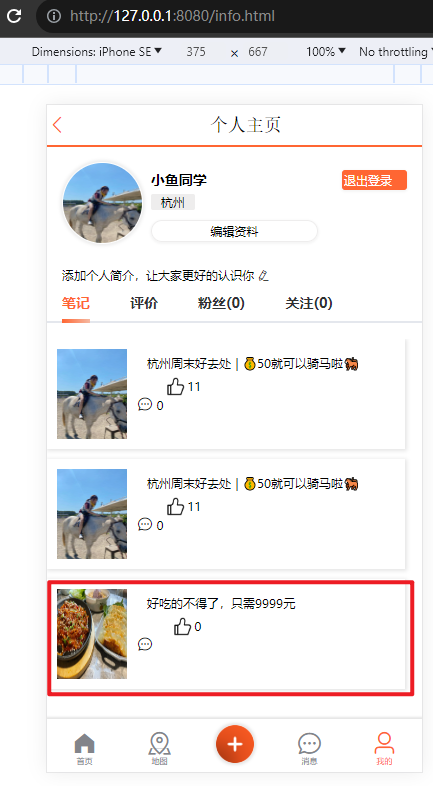 http://127.0.0.1:8080/info.html
Dimensions: iPhone SE▼ 375 × 667 100%▼ No throttling
个人主页
小鱼同学
退出登录
杭州
编辑资料
添加个人简介，让大家更好的认识你
笔记 评价 粉丝(0) 关注(0)
杭州周末好去处 | 💰50就可以骑马啦🏇
11
0
杭州周末好去处 | 💰50就可以骑马啦🏇
11
0
好吃的不得了，只需9999元
0
首页 地图 消息 我的